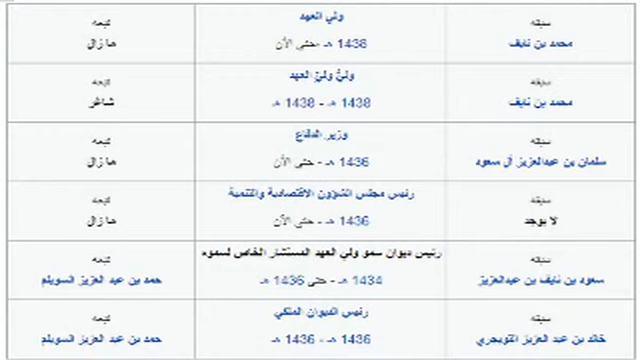 سبقه ولي العهد تبعه
محمد بن نايف 1438 هـ - حتى الآن ما زال
سبقه وليُّ وليّ العهد تبعه
محمد بن نايف 1438 هـ - 1438 هـ شاغر
سبقه وزير الدفاع تبعه
سلمان بن عبدالعزيز آل سعود 1436 هـ - حتى الآن ما زال
سبقه رئيس مجلس الشؤون الاقتصادية والتنمية تبعه
لا يوجد 1436 هـ - حتى الآن ما زال
سبقه رئيس ديوان سمو ولي العهد المستشار الخاص لسموه تبعه
سعود بن نايف بن عبدالعزيز 1434 هـ - حتى 1436 هـ حمد بن عبد العزيز السويلم
سبقه رئيس الديوان الملكي تبعه
خالد بن عبد العزيز التويجري 1436 هـ - 1436 هـ حمد بن عبد العزيز السويلم